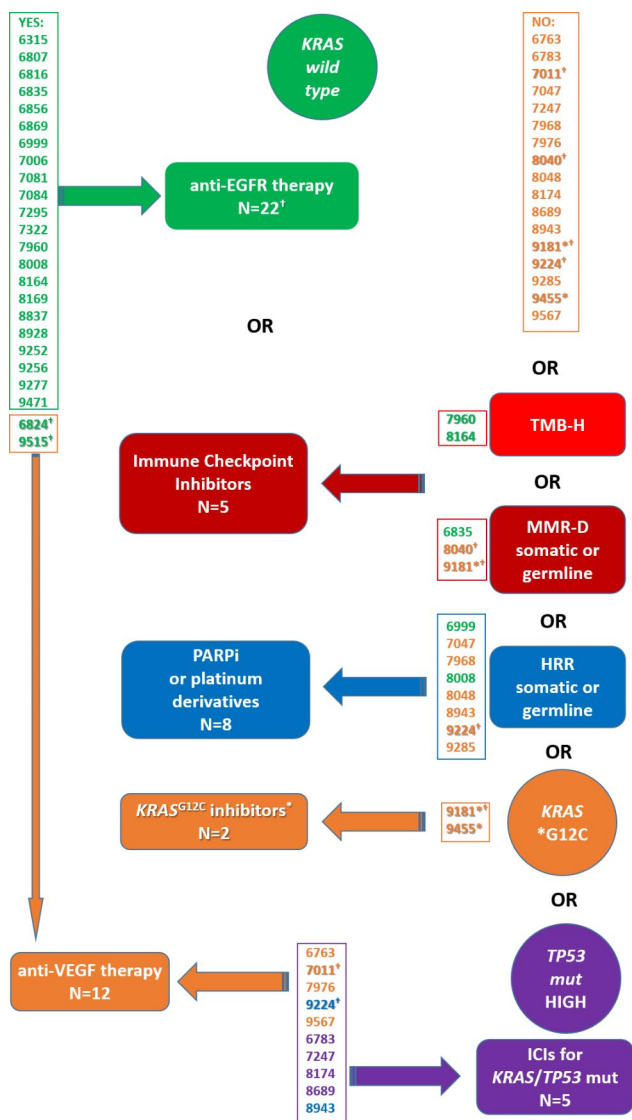 YES:
6315
6807
6816
6835
6856
6869
6999
7006
7081
7084
7295
7322
7960
8008
8164
8169
8837
8928
9252
9256
9277
9471
6824†
9515†
KRAS
wild
type
NO:
6763
6783
7011†
7047
7247
7968
7976
8040†
8048
8174
8689
8943
9181*†
9224†
9285
9455*
9567
anti-EGFR therapy
N=22†
OR
OR
7960
8164
TMB-H
Immune Checkpoint
Inhibitors
N=5
OR
6835
8040†
9181*†
MMR-D
somatic or
germline
OR
PARPi
or platinum
derivatives
N=8
6999
7047
7968
8008
8048
8943
9224†
9285
HRR
somatic or
germline
OR
KRASG12C inhibitors*
N=2
9181*†
9455*
KRAS
*G12C
OR
anti-VEGF therapy
N=12
6763
7011†
7976
9224†
9567
6783
7247
8174
8689
8943
TP53
mut
HIGH
ICIs for
KRAS/TP53 mut
N=5